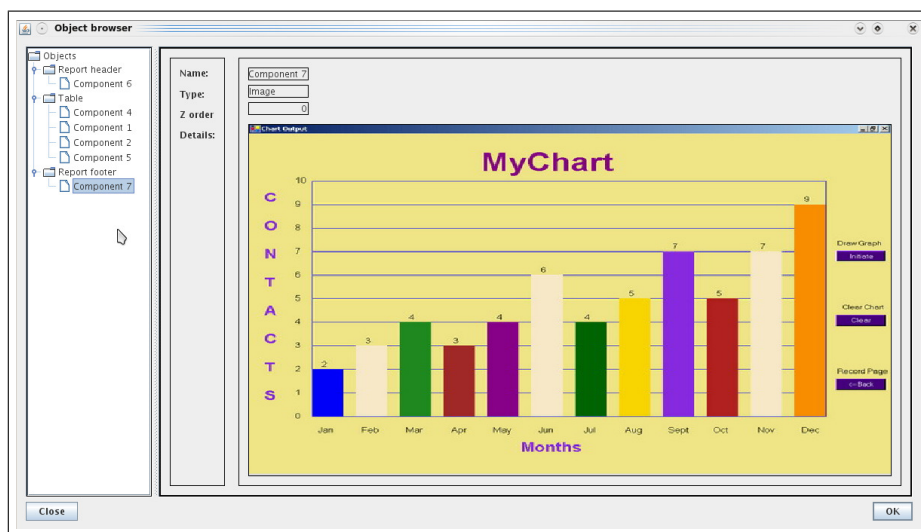 Object browser
Objects
Report header
Component 6
Table
Component 4
Component 1
Component 2
Component 5
Report footer
Component 7
Name: Component 7
Type: Image
Z order 0
Details:
Chart Output
MyChart
CONTACTS
10
9
8
7
6
5
4
3
2
1
0
2 3 4 3 4 6 4 5 7 5 7 9
Jan Feb Mar Apr May Jun Jul Aug Sept Oct Nov Dec
Months
Draw Graph
Initiate
Clear Chart
Clear
Record Page
<-Back
Close OK